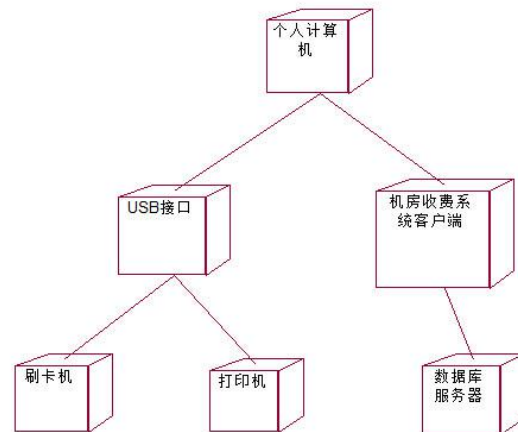 个人计算
机
USB接口
机房收费系
统客户端
刷卡机
打印机
数据库
服务器